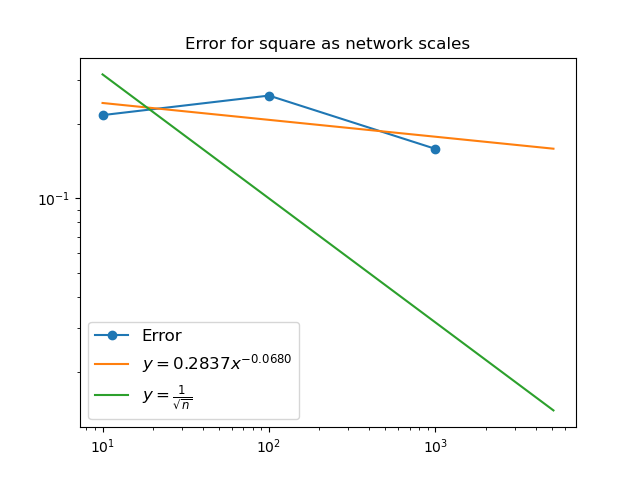 Error for square as network scales
10⁻¹
Error
y = 0.2837x⁻⁰·⁰⁶⁸⁰
y = 1/√n
10¹ 10² 10³